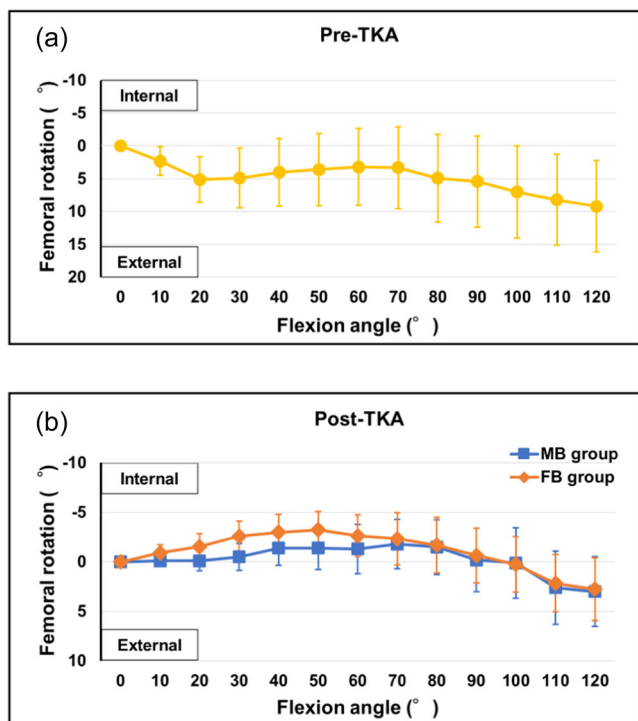 (a)
Pre-TKA
Femoral rotation (°)
-10
Internal
-5
0
5
10
15
External
20
0 10 20 30 40 50 60 70 80 90 100 110 120
Flexion angle (°)
(b)
Post-TKA
MB group
FB group
Femoral rotation (°)
-10
Internal
-5
0
5
External
10
0 10 20 30 40 50 60 70 80 90 100 110 120
Flexion angle (°)